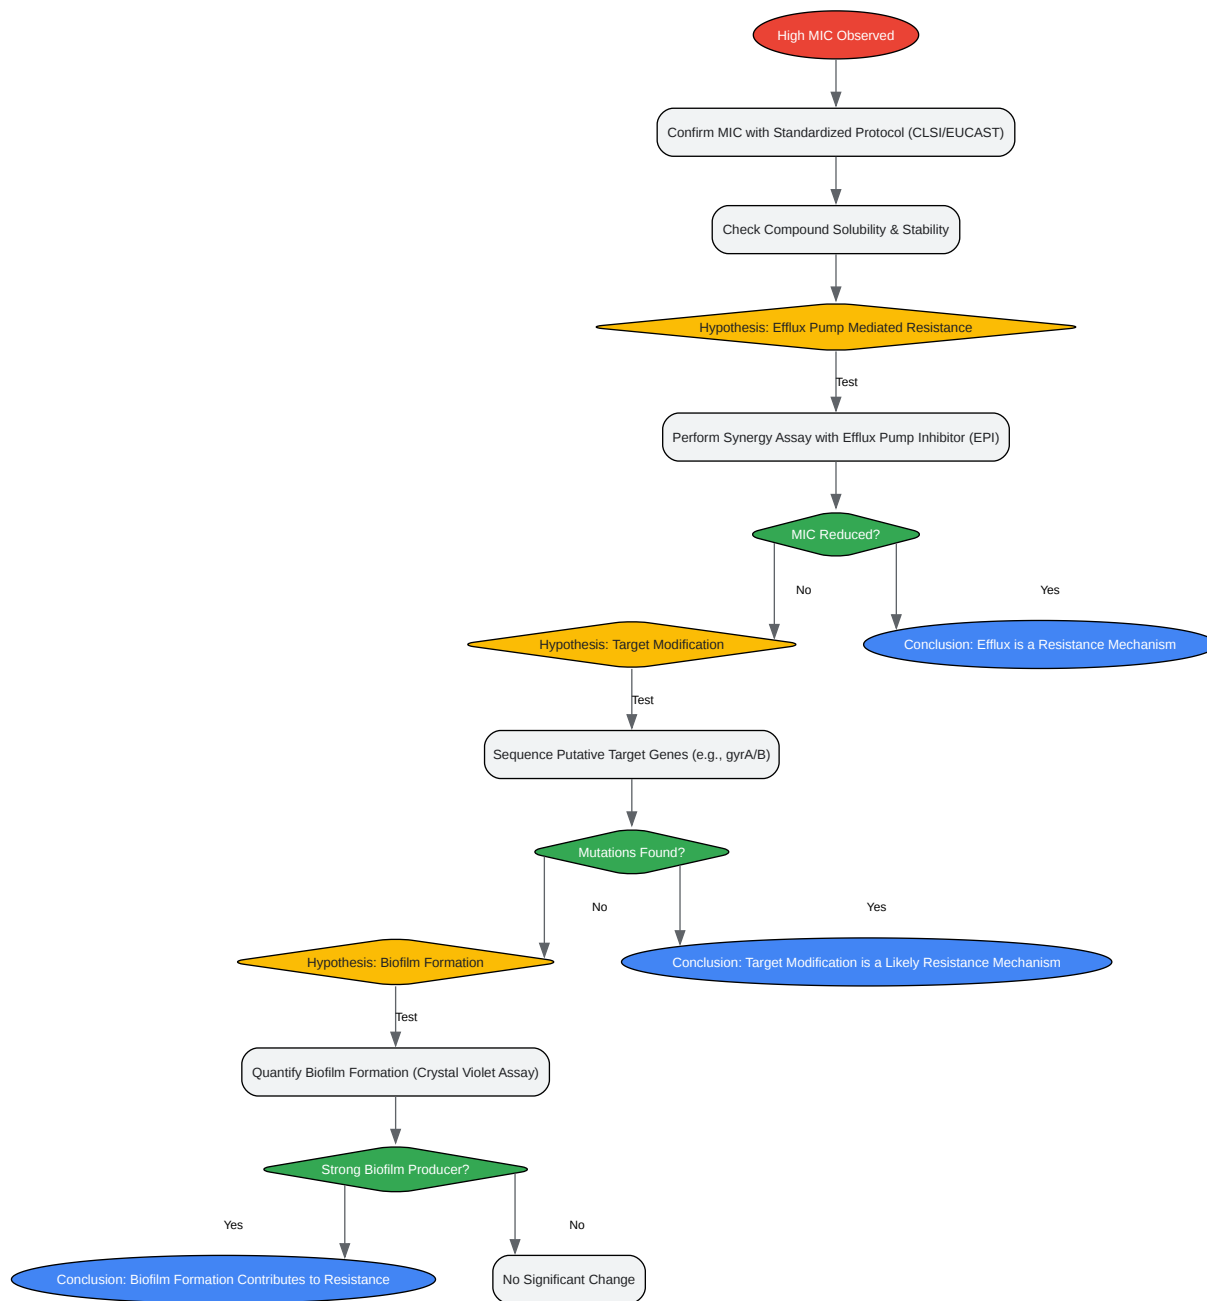 High MIC Observed
Confirm MIC with Standardized Protocol (CLSI/EUCAST)
Check Compound Solubility & Stability
Hypothesis: Efflux Pump Mediated Resistance
Test
Perform Synergy Assay with Efflux Pump Inhibitor (EPI)
MIC Reduced?
No
Yes
Hypothesis: Target Modification
Conclusion: Efflux is a Resistance Mechanism
Test
Sequence Putative Target Genes (e.g., gyrA/B)
Mutations Found?
No
Yes
Hypothesis: Biofilm Formation
Conclusion: Target Modification is a Likely Resistance Mechanism
Test
Quantify Biofilm Formation (Crystal Violet Assay)
Strong Biofilm Producer?
Yes
No
Conclusion: Biofilm Formation Contributes to Resistance
No Significant Change